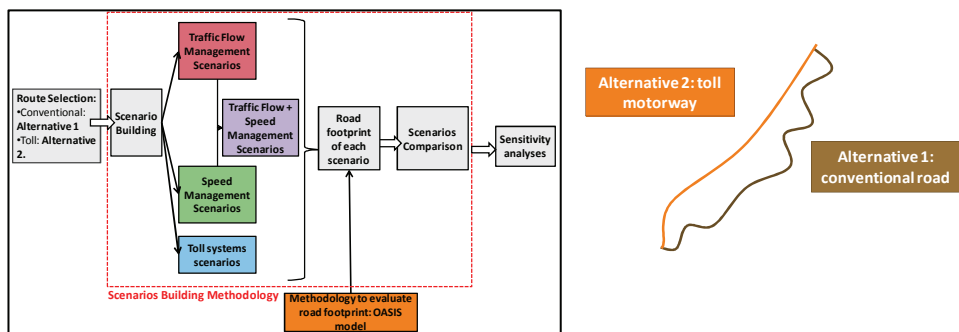 Route Selection:
•Conventional:
Alternative 1
•Toll: Alternative
2.
Scenario
Building
Traffic Flow
Management
Scenarios
Traffic Flow +
Speed
Management
Scenarios
Speed
Management
Scenarios
Toll systems
scenarios
Road
footprint
of each
scenario
Scenarios
Comparison
Sensitivity
analyses
Scenarios Building Methodology
Methodology to evaluate
road footprint: OASIS
model
Alternative 2: toll
motorway
Alternative 1:
conventional road